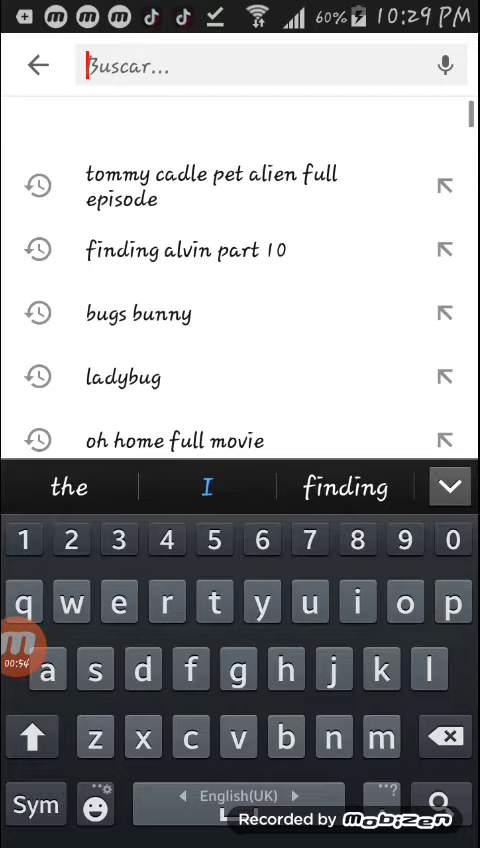 60% 10:29 PM
Buscar...
tommy cadle pet alien full
episode
finding alvin part 10
bugs bunny
ladybug
oh home full movie
the I finding
1 2 3 4 5 6 7 8 9 0
q w e r t y u i o p
m
00:54
a s d f g h j k l
z x c v b n m
Sym English(UK)
Recorded by mobizen